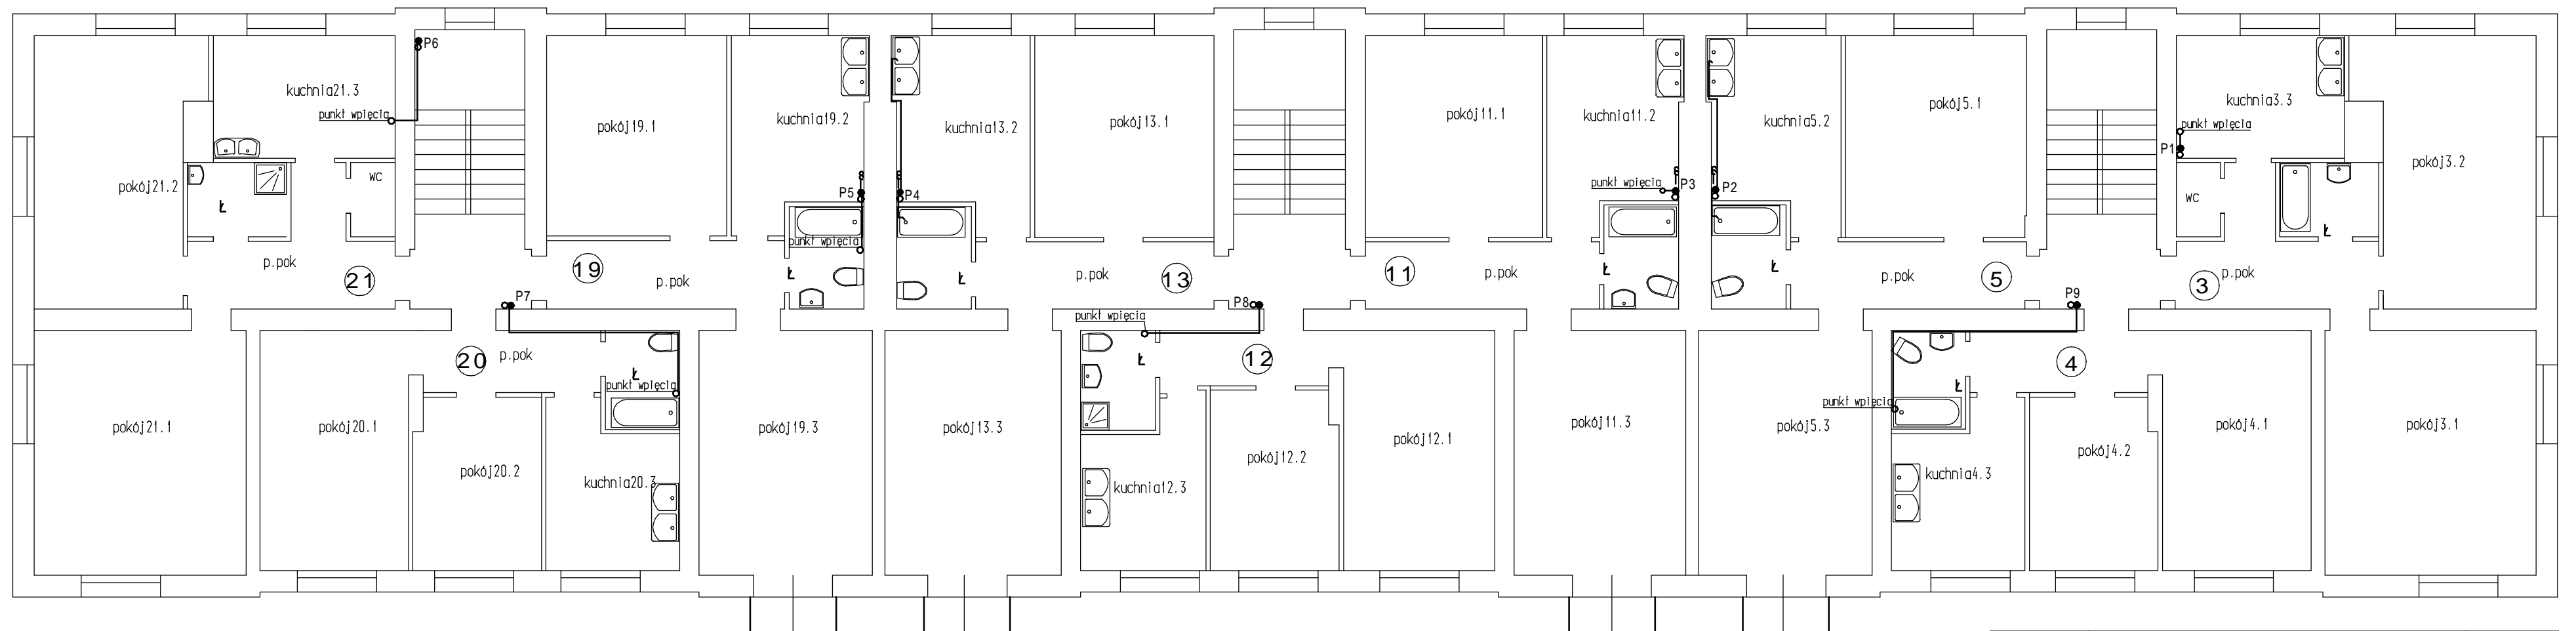 P6
kuchnia21.3
punkt wpięcia
pokój21.2
WC
Ł
p.pok
21
pokój19.1
kuchnia19.2
P5
punkt wpięcia
Ł
19
p.pok
kuchnia13.2
pokój13.1
P4
Ł
p.pok
13
pokój11.1
kuchnia11.2
punkt wpięcia
P3
11
p.pok
Ł
kuchnia5.2
pokój5.1
P2
Ł
p.pok
5
kuchnia3.3
punkt wpięcia
P1
WC
pokój3.2
Ł
3
p.pok
P7
20
p.pok
Ł
punkt wpięcia
pokój21.1
pokój20.1
pokój20.2
kuchnia20.3
pokój19.3
pokój13.3
P8
punkt wpięcia
Ł
12
kuchnia12.3
pokój12.2
pokój12.1
pokój11.3
pokój5.3
P9
4
Ł
punkt wpięcia
kuchnia4.3
pokój4.2
pokój4.1
pokój3.1